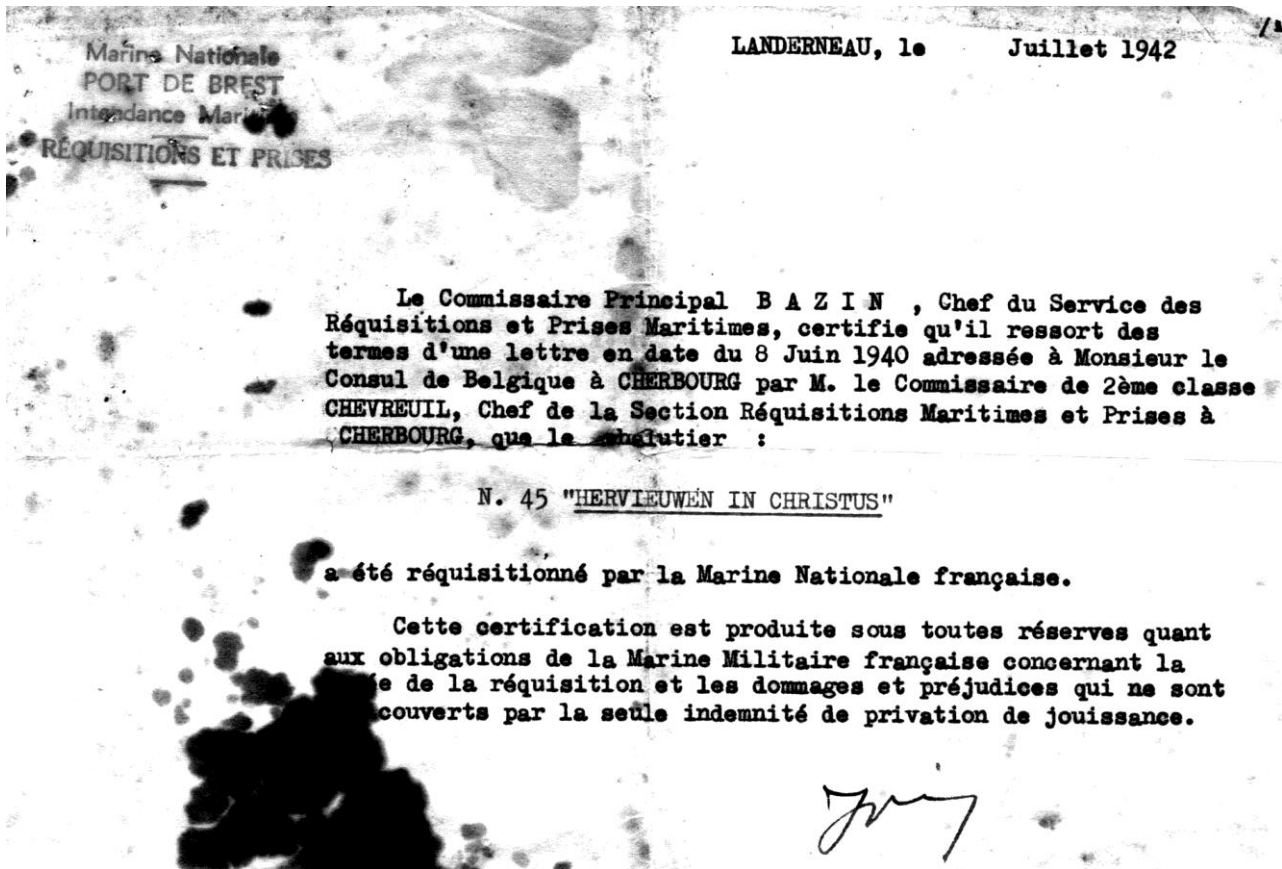 Marine Nationale
PORT DE BREST
Intendance
RÉQUISITIONS ET PRISES
LANDERNEAU, le Juillet 1942
Le Commissaire Principal B A Z I N , Chef du Service des
Réquisitions et Prises Maritimes, certifie qu'il ressort des
termes d'une lettre en date du 8 Juin 1940 adressée à Monsieur le
Consul de Belgique à CHERBOURG par M. le Commissaire de 2ème classe
CHEVREUIL, Chef de la Section Réquisitions Maritimes et Prises à
CHERBOURG, que le chalutier :
N. 45 "HERVIEUWEN IN CHRISTUS"
a été réquisitionné par la Marine Nationale française.
Cette certification est produite sous toutes réserves quant
aux obligations de la Marine Militaire française concernant la
de la réquisition et les dommages et préjudices qui ne sont
couverts par la seule indemnité de privation de jouissance.